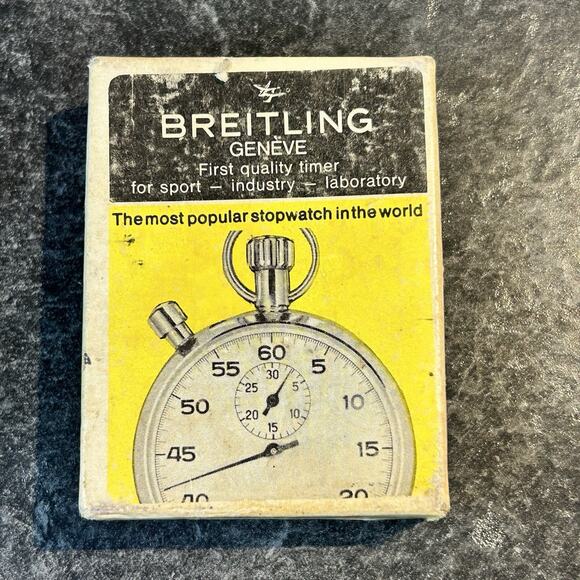 BREITLING
GENÈVE
First quality timer
for sport – industry – laboratory
The most popular stopwatch in the world
60
55 5
30
25 5
50 10
20 10
15
45 15
40 20